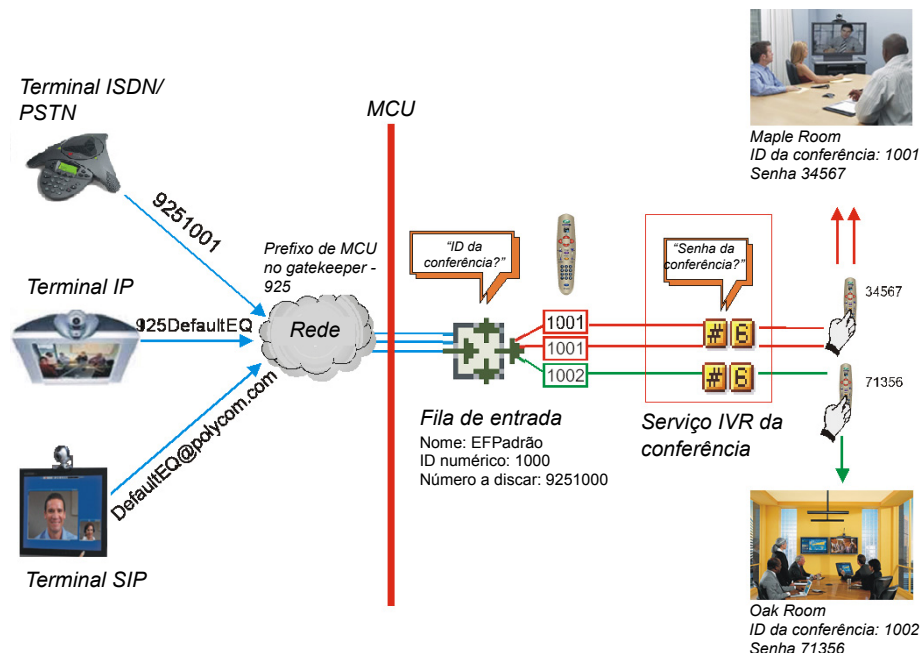 Terminal ISDN/
PSTN
MCU
9251001
Prefixo de MCU
no gatekeeper -
925
Terminal IP
925DefaultEQ
Rede
DefaultEQ@polycom.com
Terminal SIP
"ID da
conferência?"
1001
1001
1002
Fila de entrada
Nome: EFPadrão
ID numérico: 1000
Número a discar: 9251000
"Senha da
conferência?"
# 6
# 6
Serviço IVR da
conferência
34567
71356
Maple Room
ID da conferência: 1001
Senha 34567
Oak Room
ID da conferência: 1002
Senha 71356